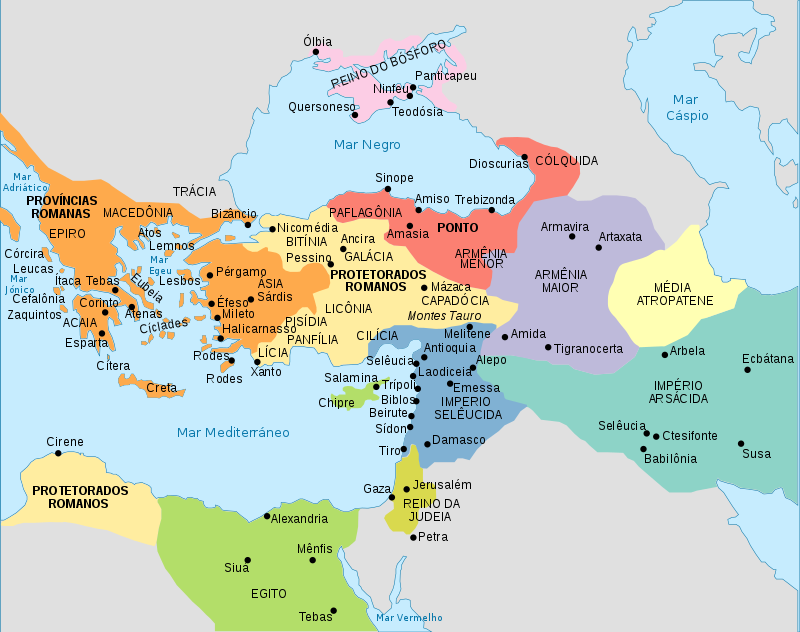 Ólbia
REINO DO BÓSFORO
Panticapeu
Ninfeu
Quersoneso
Teodósia
Mar
Cáspio
Mar Negro
Dioscurias
CÓLQUIDA
Mar
Adriático
PROVÍNCIAS
ROMANAS
TRÁCIA
MACEDÔNIA
Bizâncio
Sinope
Amiso
Trebizonda
PAFLAGÔNIA
PONTO
Amasia
ARMÊNIA
MENOR
Armavira
Artaxata
ARMÊNIA
MAIOR
MÉDIA
ATROPATENE
EPIRO
Atos
Lemnos
Nicomédia
BITÍNIA
Ancira
GALÁCIA
Pessino
PROTETORADOS
ROMANOS
Córcira
Leucas
Mar
Jónico
Mar
Egeu
Ítaca
Tebas
Eubeia
Lesbos
Pérgamo
ÁSIA
Sárdis
Mázaca
CAPADÓCIA
Montes Tauro
Cefalônia
Zaquintos
Corinto
Atenas
ACAIA
Esparta
Cíclades
Éfeso
Mileto
Halicarnasso
LICÔNIA
PISÍDIA
PANFÍLIA
CILÍCIA
Melitene
Amida
Tigranocerta
Citera
Creta
Rodes
Rodes
LÍCIA
Xanto
Antioquia
Selêucia
Alepo
Laodiceia
Salamina
Trípoli
Emessa
Chipre
Biblos
IMPERIO
SELÊUCIDA
Beirute
Sídon
Damasco
Tiro
Arbela
Ecbátana
IMPÉRIO
ARSÁCIDA
Selêucia
Ctesifonte
Babilônia
Susa
Mar Mediterráneo
Cirene
PROTETORADOS
ROMANOS
Gaza
Jerusalém
REINO DA
JUDEIA
Petra
Alexandria
Mênfis
Siua
EGITO
Tebas
Mar Vermelho